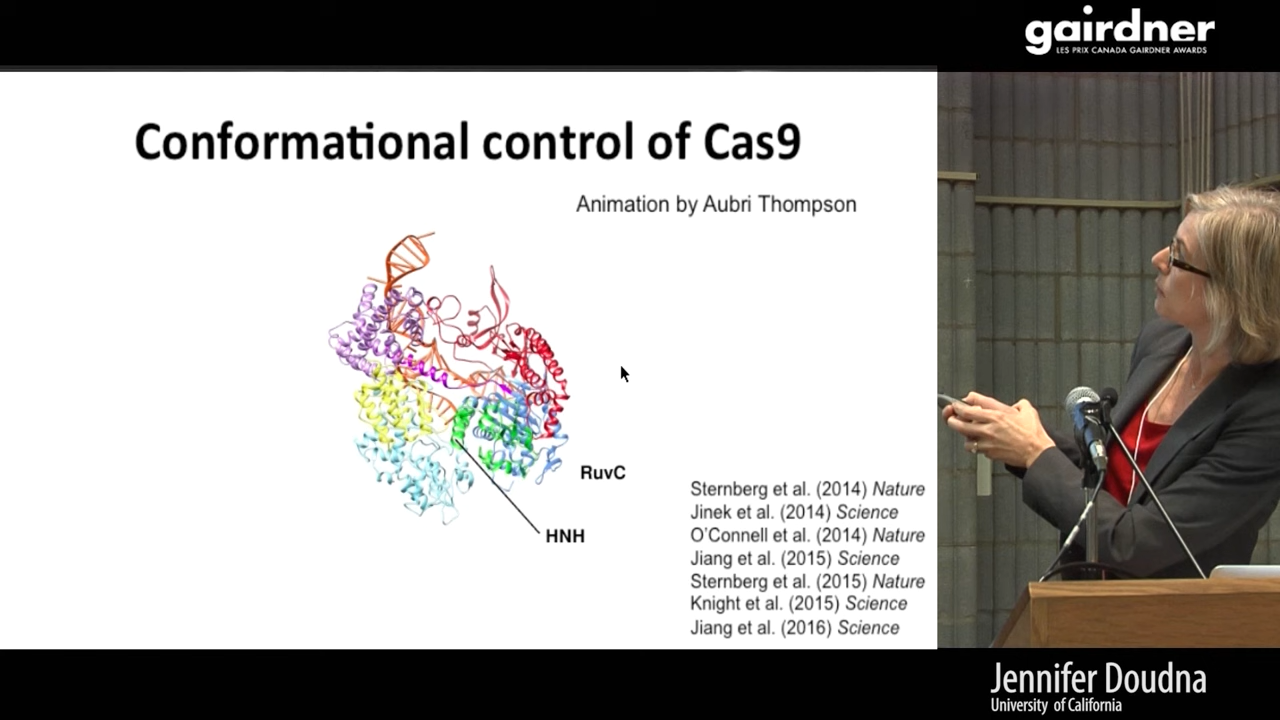 gairdner
LES PRIX CANADA GAIRDNER AWARDS
Conformational control of Cas9
Animation by Aubri Thompson
RuvC
HNH
Sternberg et al. (2014) Nature
Jinek et al. (2014) Science
O'Connell et al. (2014) Nature
Jiang et al. (2015) Science
Sternberg et al. (2015) Nature
Knight et al. (2015) Science
Jiang et al. (2016) Science
Jennifer Doudna
University of California